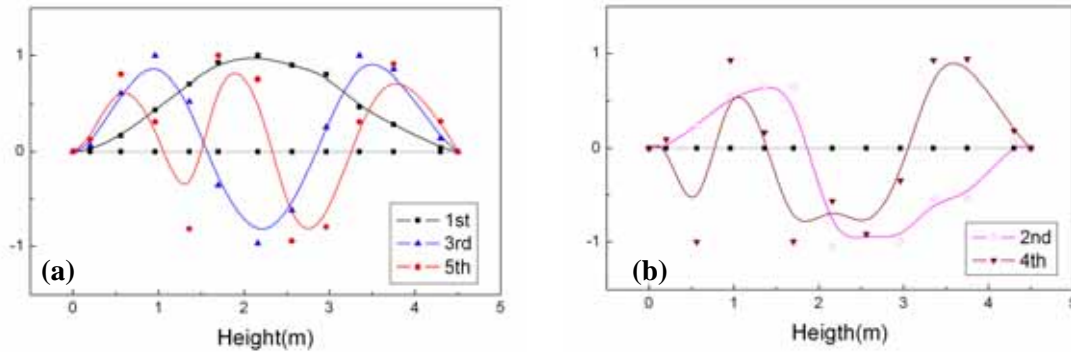 1
0
-1
(a)
1st
3rd
5th
0 1 2 3 4 5
Height(m)
1
0
-1
(b)
2nd
4th
0 1 2 3 4 5
Heigth(m)